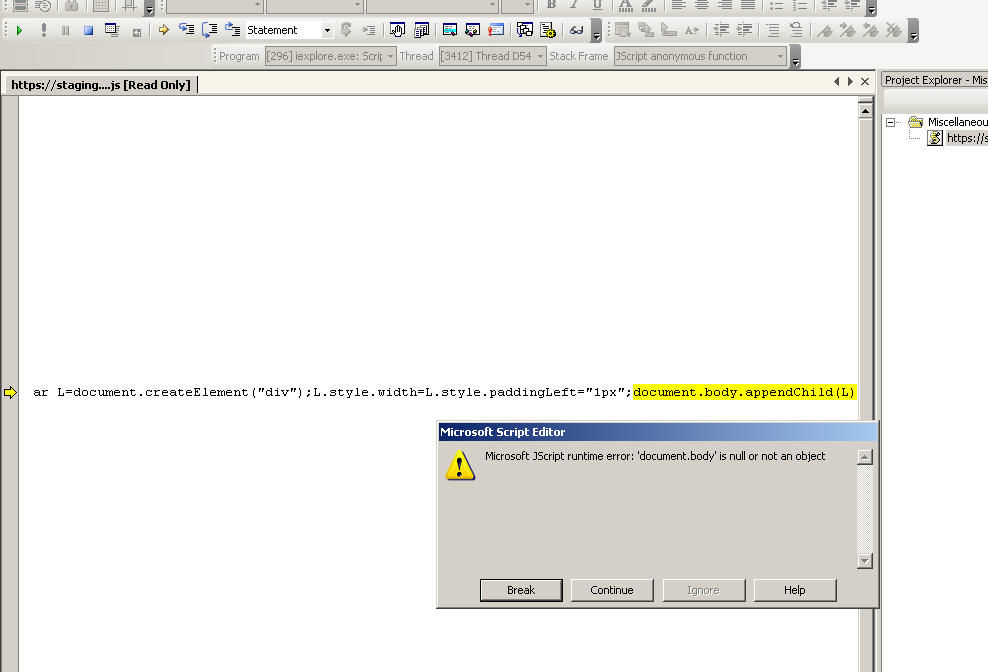 B I U A
Statement
Program [296] iexplore.exe: Scrip Thread [3412] Thread D54 Stack Frame JScript anonymous function
https://staging....js [Read Only]
Project Explorer - Mis
Miscellaneou
https://s
ar L=document.createElement("div");L.style.width=L.style.paddingLeft="1px";document.body.appendChild(L)
Microsoft Script Editor
Microsoft JScript runtime error: 'document.body' is null or not an object
Break Continue Ignore Help